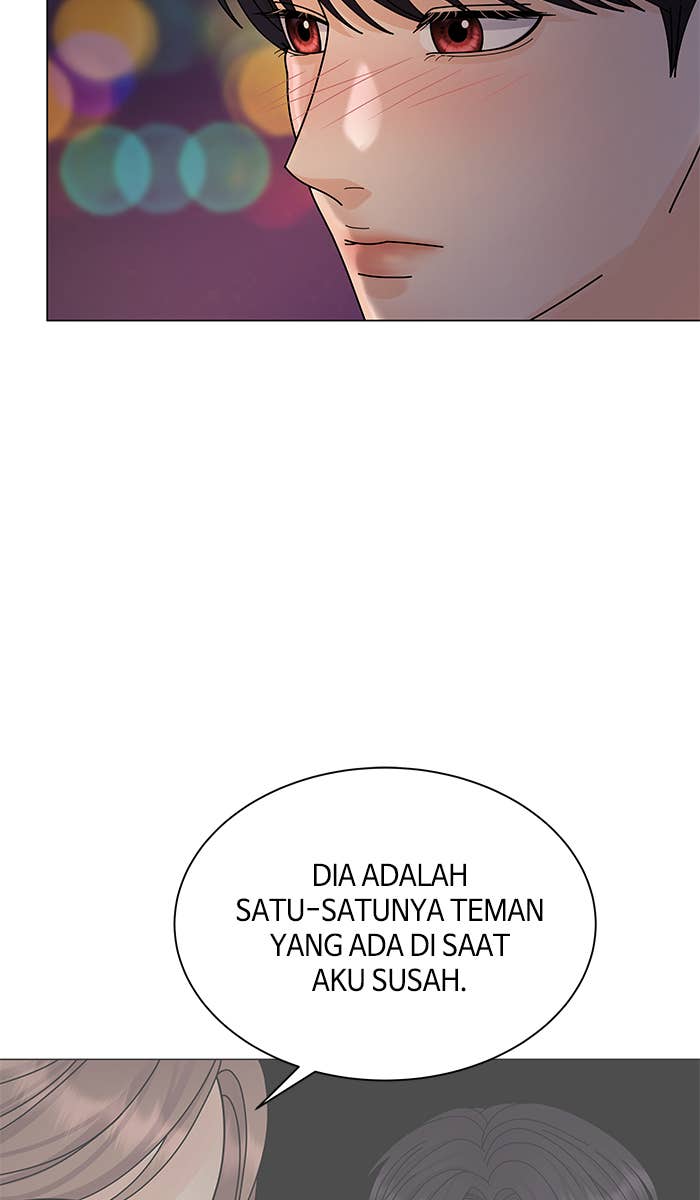 DIA ADALAH
SATU-SATUNYA TEMAN
YANG ADA DI SAAT
AKU SUSAH.